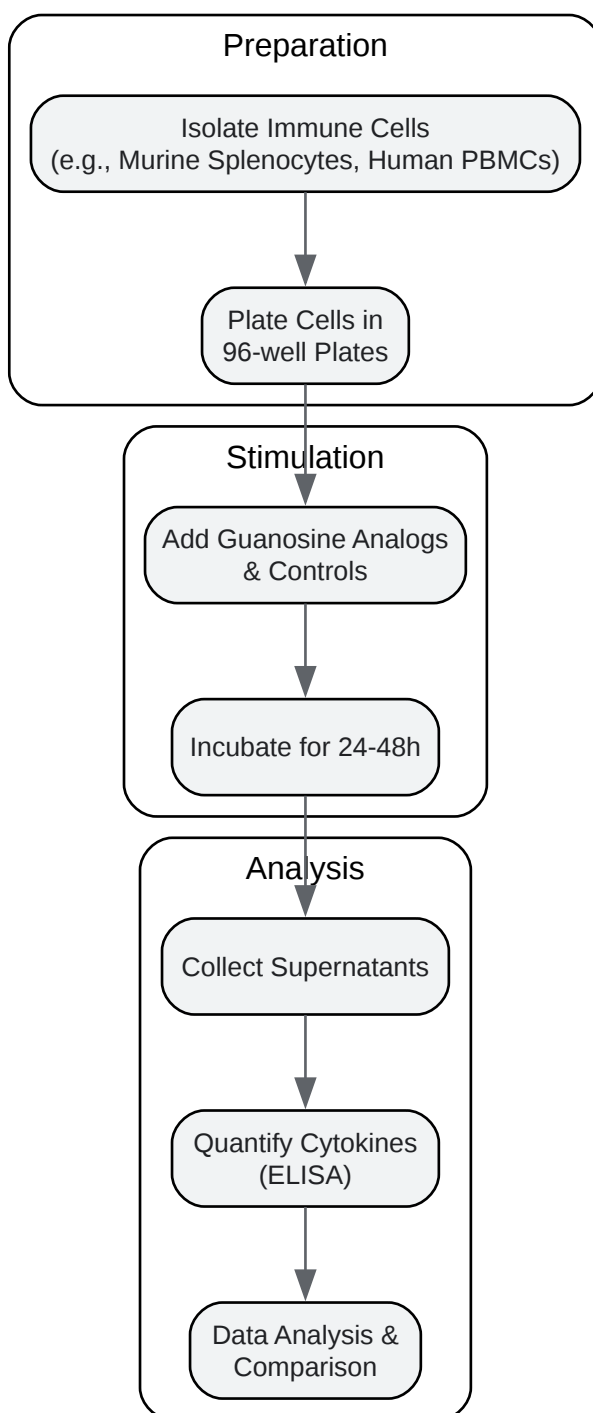 Preparation
Isolate Immune Cells
(e.g., Murine Splenocytes, Human PBMCs)
Plate Cells in
96-well Plates
Stimulation
Add Guanosine Analogs
& Controls
Incubate for 24-48h
Analysis
Collect Supernatants
Quantify Cytokines
(ELISA)
Data Analysis &
Comparison